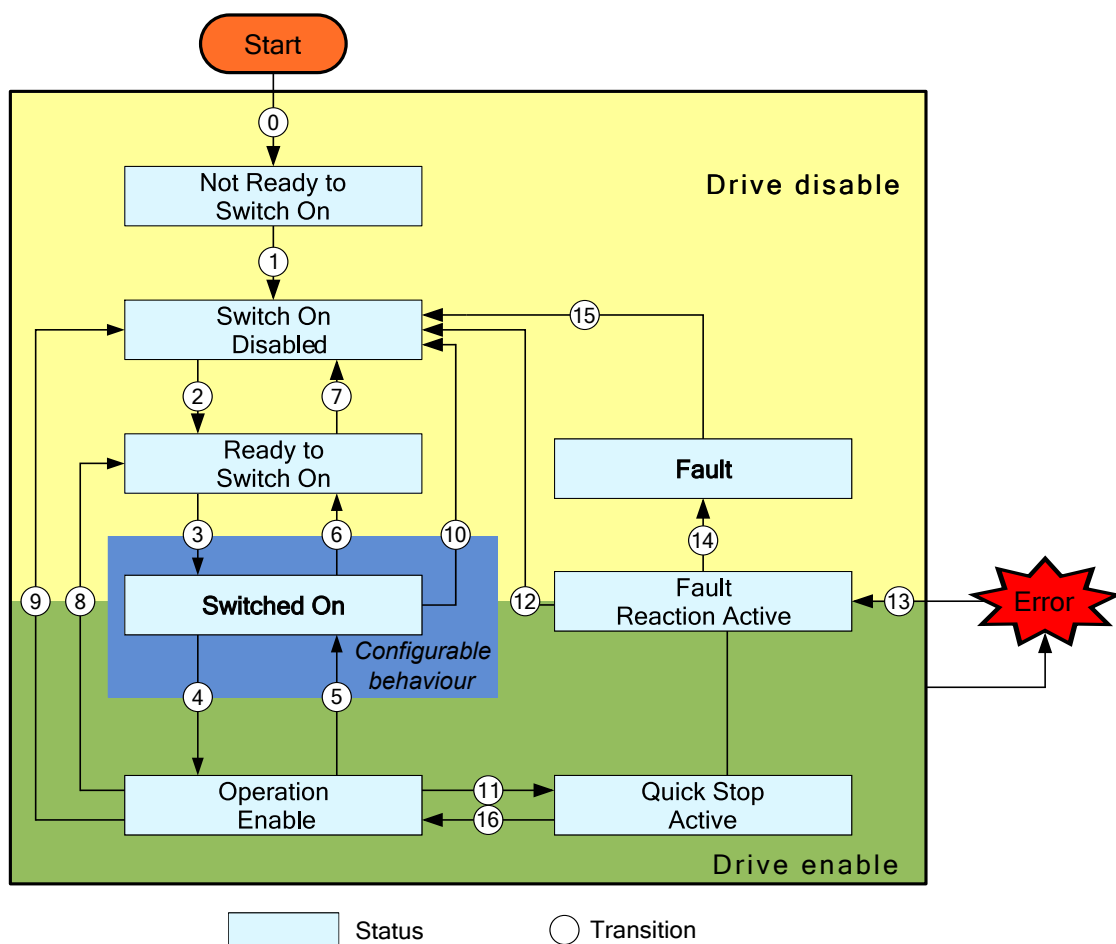 Start
0
Not Ready to
Switch On
Drive disable
1
Switch On
Disabled
15
2
7
Ready to
Switch On
Fault
3
6
10
14
Switched On
Fault
Reaction Active
9
8
12
13
Error
Configurable
behaviour
4
5
Operation
Enable
11
16
Quick Stop
Active
Drive enable
Status
Transition